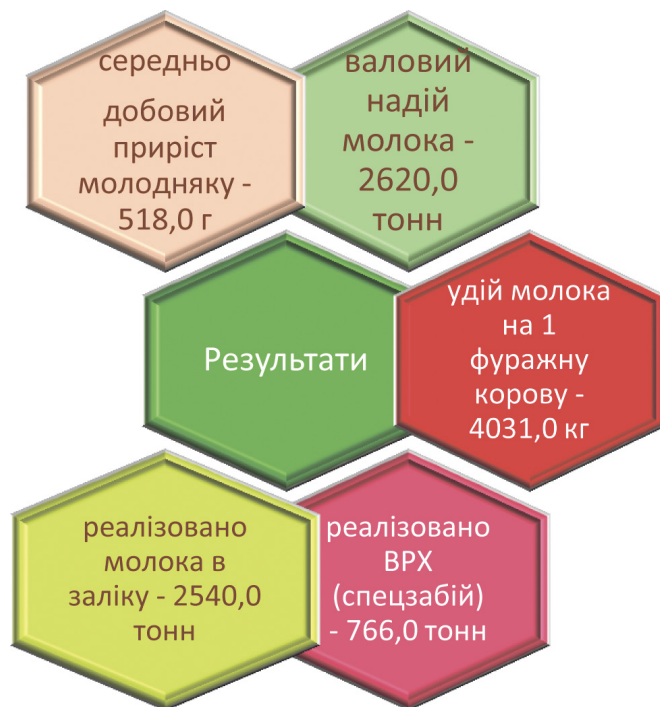 середньо
добовий
приріст
молодняку -
518,0 г
валовий
надій
молока -
2620,0
тонн
Результати
удій молока
на 1
фуражну
корову -
4031,0 кг
реалізовано
молока в
заліку - 2540,0
тонн
реалізовано
ВРХ
(спецзабій)
- 766,0 тонн